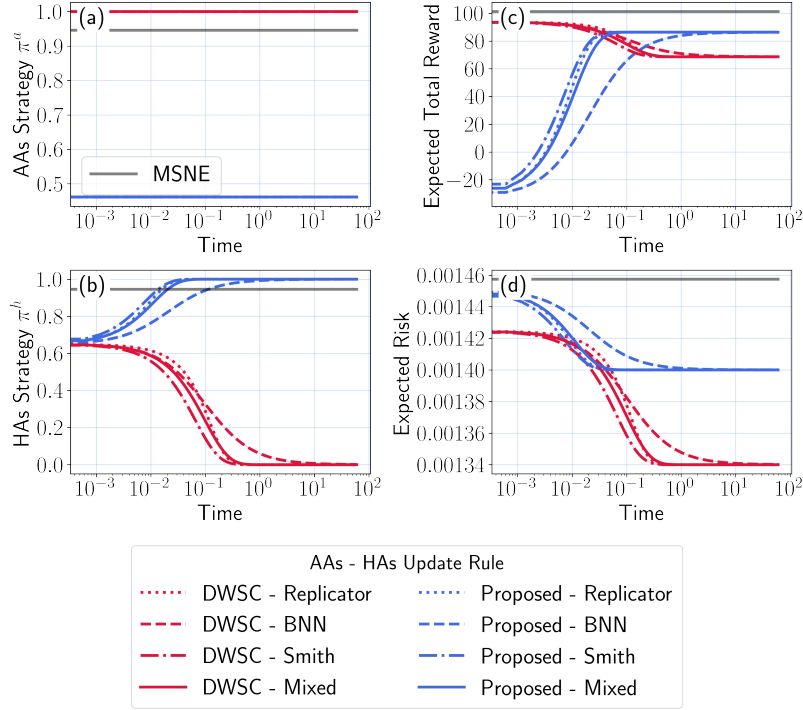 (a)
AAs Strategy π^a
1.0
0.9
0.8
0.7
0.6
0.5
MSNE
10^−3 10^−2 10^−1 10^0 10^1 10^2
Time
(c)
Expected Total Reward
100
80
60
40
20
0
−20
10^−3 10^−2 10^−1 10^0 10^1 10^2
Time
(b)
HAs Strategy π^h
1.0
0.8
0.6
0.4
0.2
0.0
10^−3 10^−2 10^−1 10^0 10^1 10^2
Time
(d)
Expected Risk
0.00146
0.00144
0.00142
0.00140
0.00138
0.00136
0.00134
10^−3 10^−2 10^−1 10^0 10^1 10^2
Time
AAs - HAs Update Rule
DWSC - Replicator
DWSC - BNN
DWSC - Smith
DWSC - Mixed
Proposed - Replicator
Proposed - BNN
Proposed - Smith
Proposed - Mixed